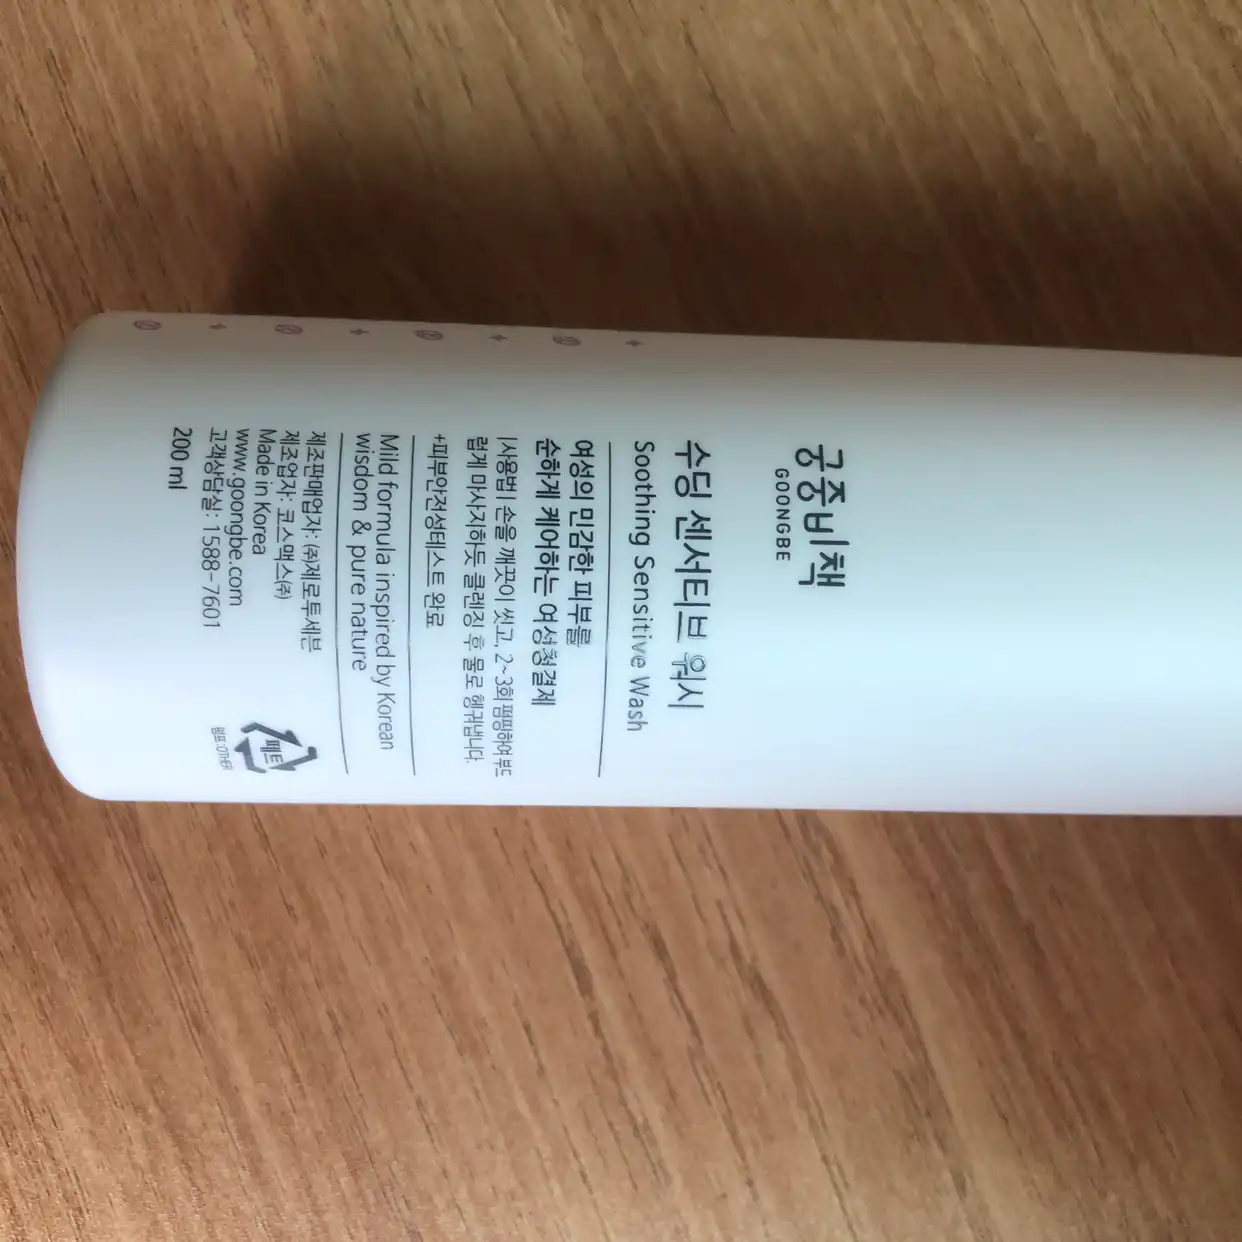 궁중비책
GOONGBE
수딩 센서티브 워시
Soothing Sensitive Wash
여성의 민감한 피부를
순하게 케어하는 여성청결제
|사용법| 손을 깨끗이 씻고, 2~3회 펌핑하여 부드
럽게 마사지하듯 클렌징 후 물로 헹궈냅니다.
+피부안전성테스트 완료
Mild formula inspired by Korean
wisdom & pure nature
제조판매업자: ㈜제로투세븐
제조업자: 코스맥스㈜
Made in Korea
www.goongbe.com
고객상담실: 1588-7601
200 ml
페트
펌프:OTHER